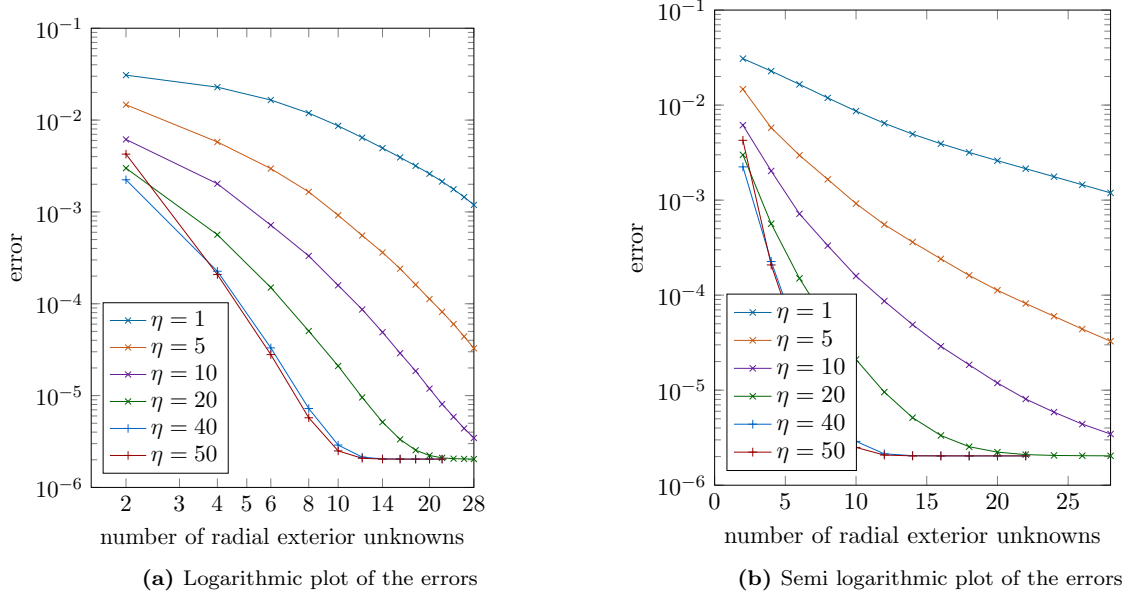 10⁻¹
10⁻²
10⁻³
10⁻⁴
10⁻⁵
10⁻⁶
error
η = 1
η = 5
η = 10
η = 20
η = 40
η = 50
2 3 4 5 6 8 10 14 20 28
number of radial exterior unknowns
(a) Logarithmic plot of the errors
10⁻¹
10⁻²
10⁻³
10⁻⁴
10⁻⁵
10⁻⁶
error
η = 1
η = 5
η = 10
η = 20
η = 40
η = 50
0 5 10 15 20 25
number of radial exterior unknowns
(b) Semi logarithmic plot of the errors